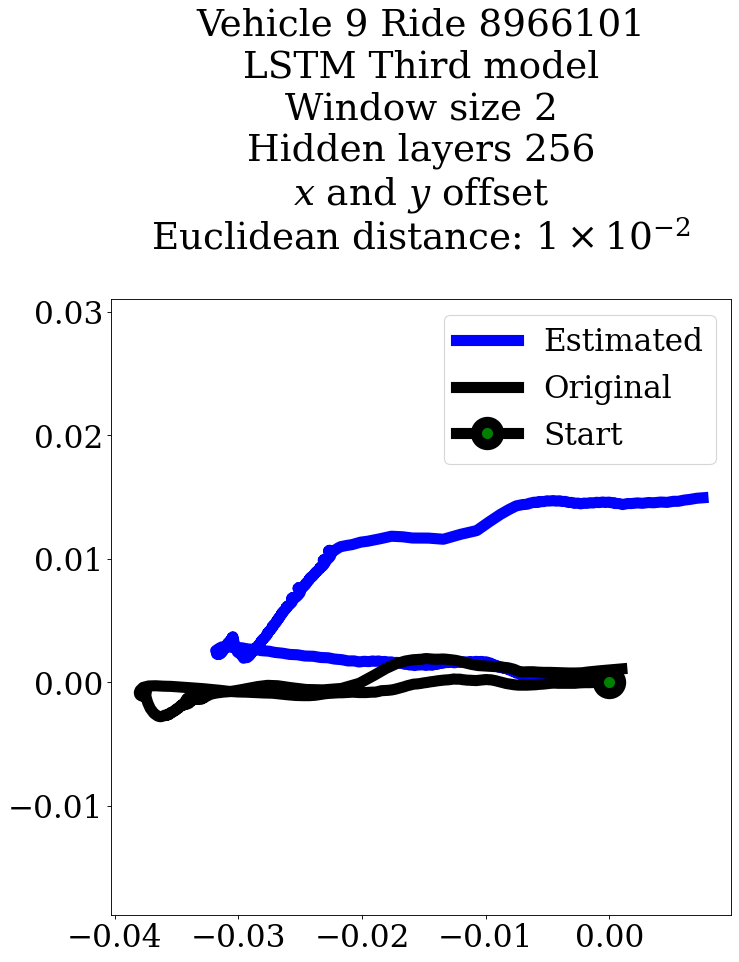 Vehicle 9 Ride 8966101
LSTM Third model
Window size 2
Hidden layers 256
x and y offset
Euclidean distance: 1 × 10⁻²
0.03
0.02
0.01
0.00
−0.01
Estimated
Original
Start
−0.04 −0.03 −0.02 −0.01 0.00